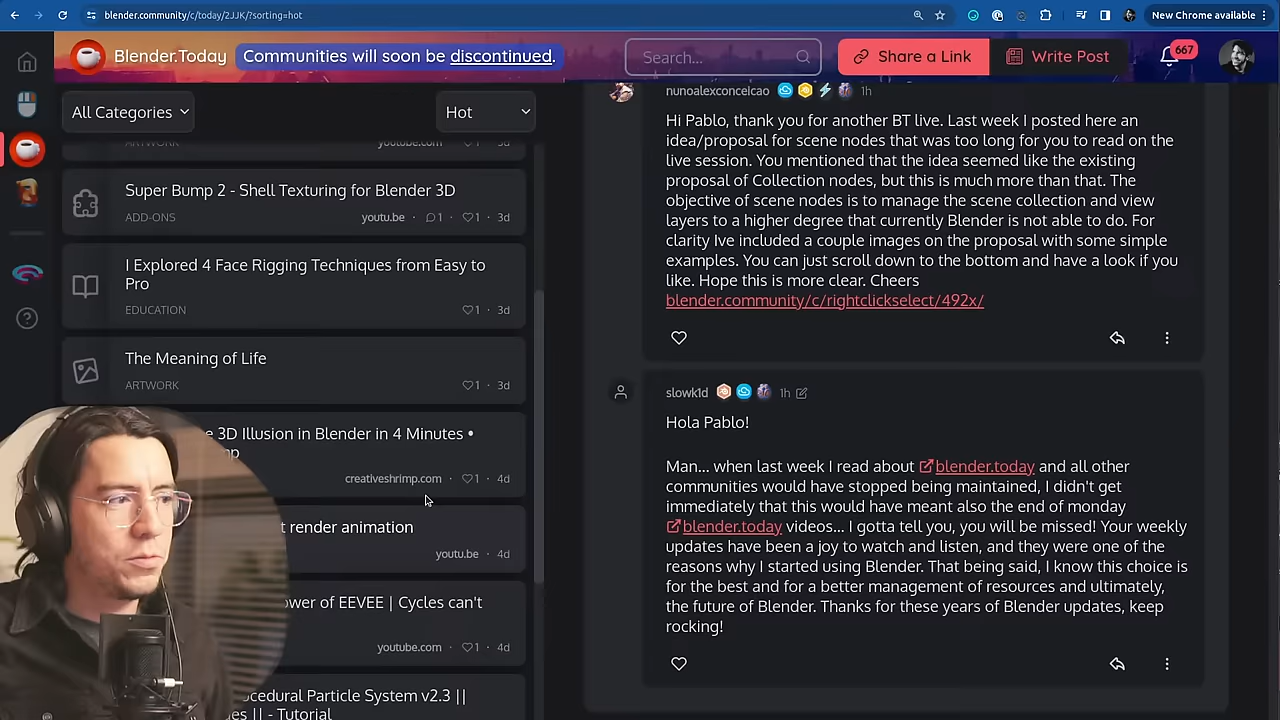 blender.community/c/today/2JJK/?sorting=hot
New Chrome available
Blender.Today
Communities will soon be discontinued.
Search...
Share a Link
Write Post
667
All Categories
Hot
ARTWORK
youtube.com
3d
Super Bump 2 - Shell Texturing for Blender 3D
ADD-ONS
youtu.be · 1 · 1 · 3d
I Explored 4 Face Rigging Techniques from Easy to
Pro
EDUCATION
1 · 3d
The Meaning of Life
ARTWORK
1 · 3d
3D Illusion in Blender in 4 Minutes •
creativeshrimp.com · 1 · 4d
render animation
youtu.be · 4d
of EEVEE | Cycles can't
youtube.com · 1 · 4d
Particle System v2.3 ||
|| - Tutorial
nunoalexconceicao
1h
Hi Pablo, thank you for another BT live. Last week I posted here an
idea/proposal for scene nodes that was too long for you to read on the
live session. You mentioned that the idea seemed like the existing
proposal of Collection nodes, but this is much more than that. The
objective of scene nodes is to manage the scene collection and view
layers to a higher degree that currently Blender is not able to do. For
clarity Ive included a couple images on the proposal with some simple
examples. You can just scroll down to the bottom and have a look if you
like. Hope this is more clear. Cheers
blender.community/c/rightclickselect/492x/
slowk1d
1h
Hola Pablo!
Man... when last week I read about blender.today and all other
communities would have stopped being maintained, I didn't get
immediately that this would have meant also the end of monday
blender.today videos... I gotta tell you, you will be missed! Your weekly
updates have been a joy to watch and listen, and they were one of the
reasons why I started using Blender. That being said, I know this choice is
for the best and for a better management of resources and ultimately,
the future of Blender. Thanks for these years of Blender updates, keep
rocking!